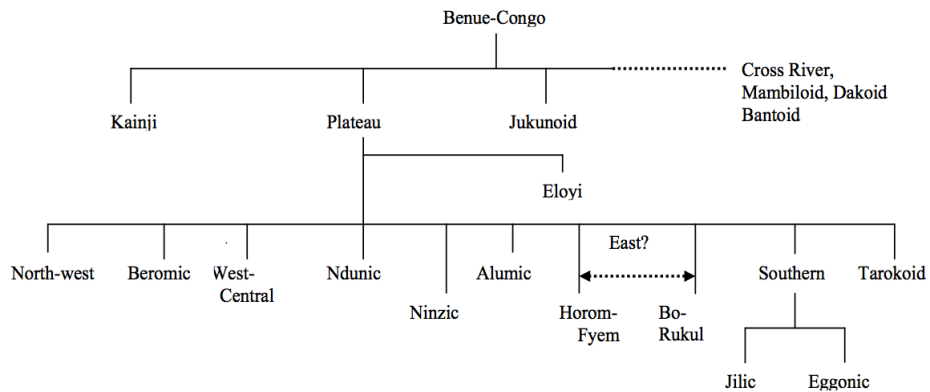 Benue-Congo
Cross River,
Mambiloid, Dakoid
Bantoid
Kainji
Plateau
Jukunoid
Eloyi
East?
North-west
Beromic
West-
Central
Ndunic
Ninzic
Alumic
Horom-
Fyem
Bo-
Rukul
Southern
Tarokoid
Jilic
Eggonic